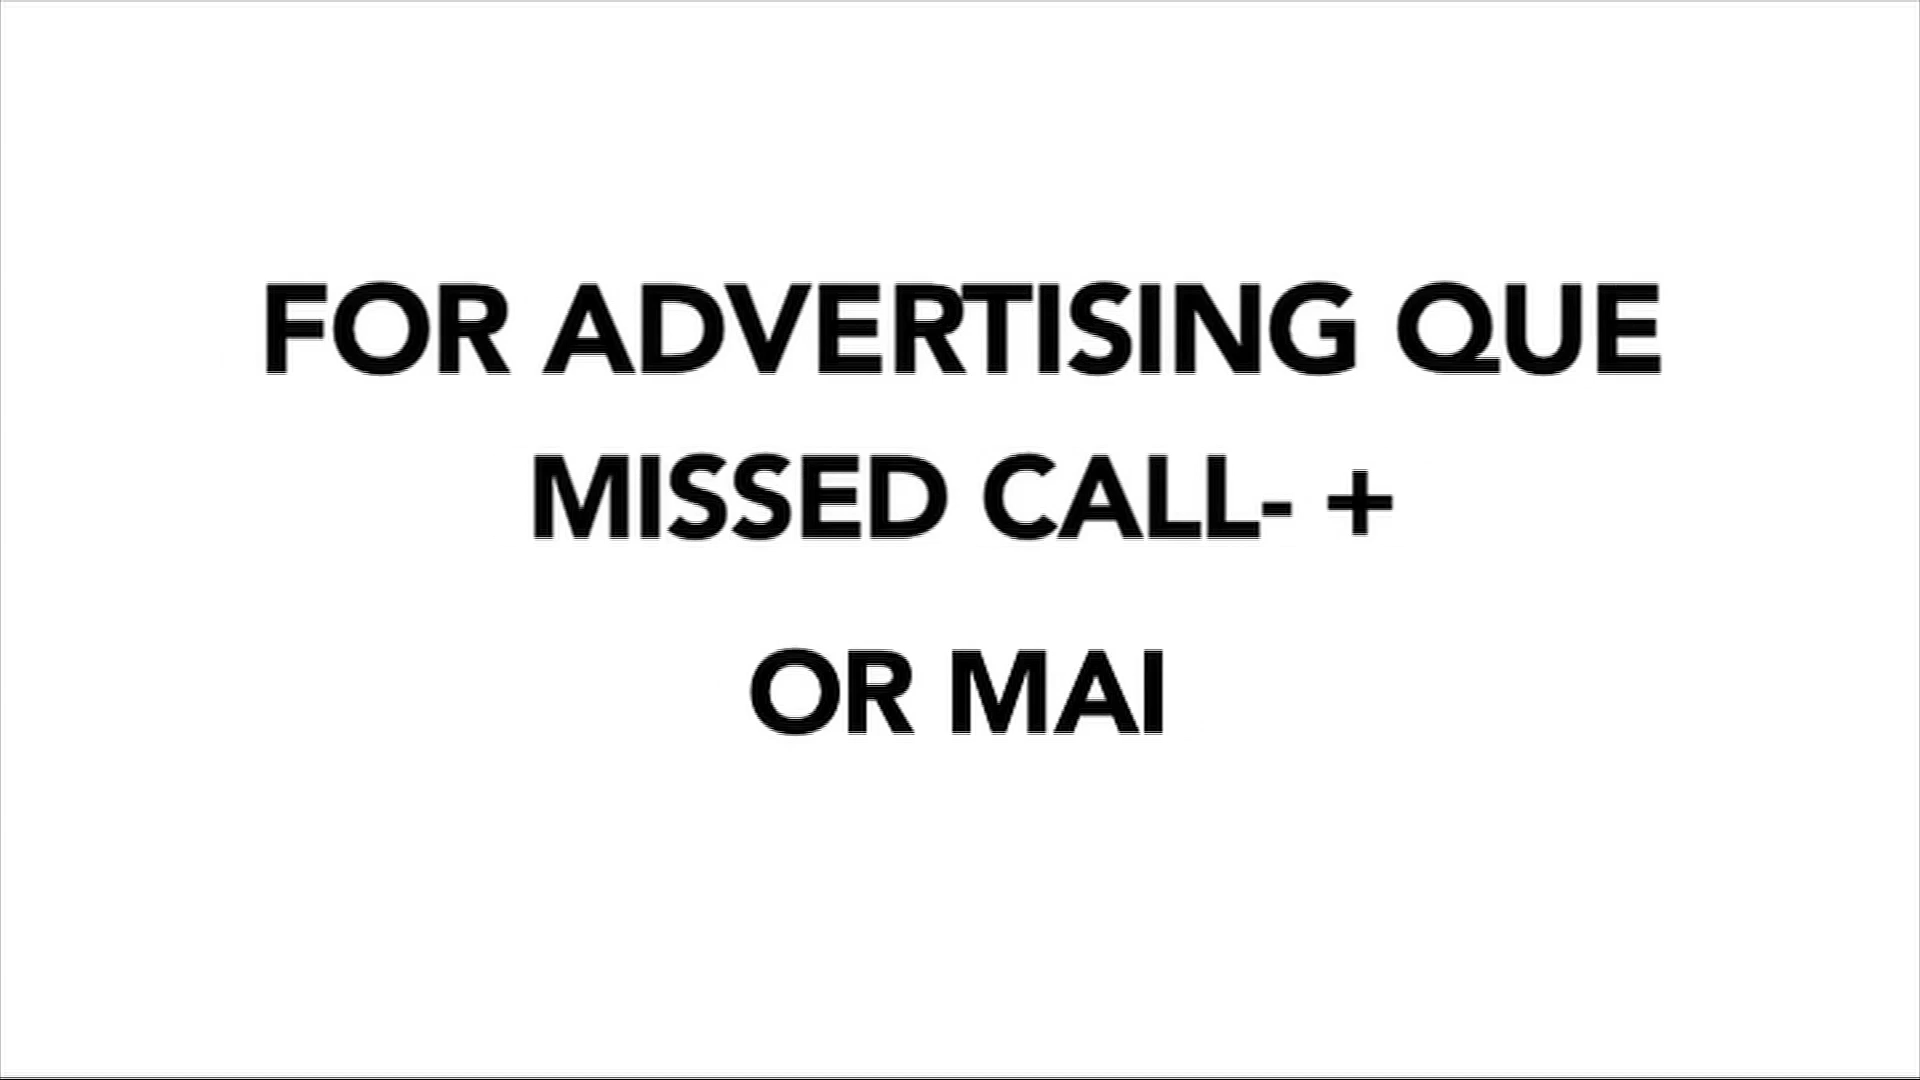 FOR ADVERTISING QUE
MISSED CALL- +
OR MAI